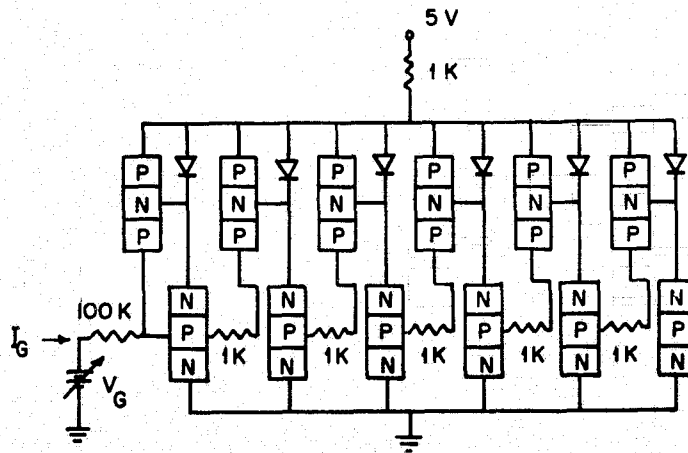 5 V
1 K
P P P P P P
N N N N N N
P P P P P P
100 K
N N N N N N
I_G
P 1K P 1K P 1K P 1K P 1K P
N N N N N N
V_G